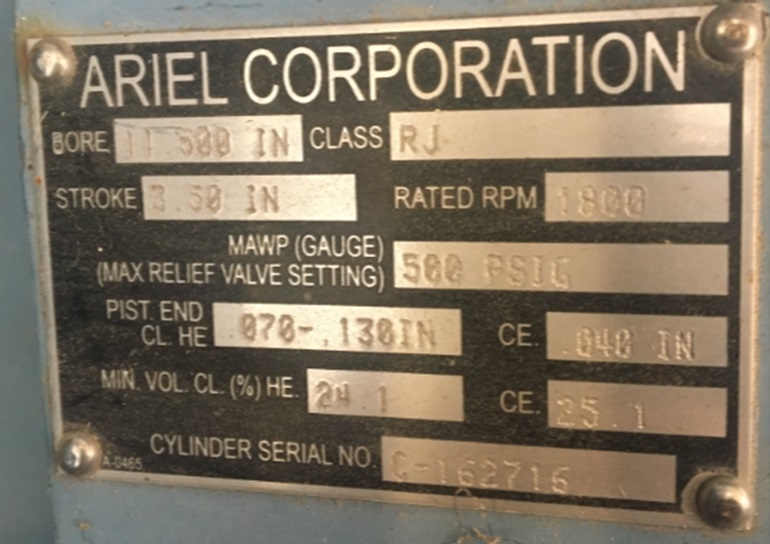 ARIEL CORPORATION
BORE 11.500 IN CLASS RJ
STROKE 3.50 IN RATED RPM 1800
MAWP (GAUGE)
(MAX RELIEF VALVE SETTING) 500 PSIG
PIST. END
CL. HE .070-.130IN CE. .040 IN
MIN. VOL. CL. (%) HE. 24.1 CE. 25.1
CYLINDER SERIAL NO. C-162716
A-0465